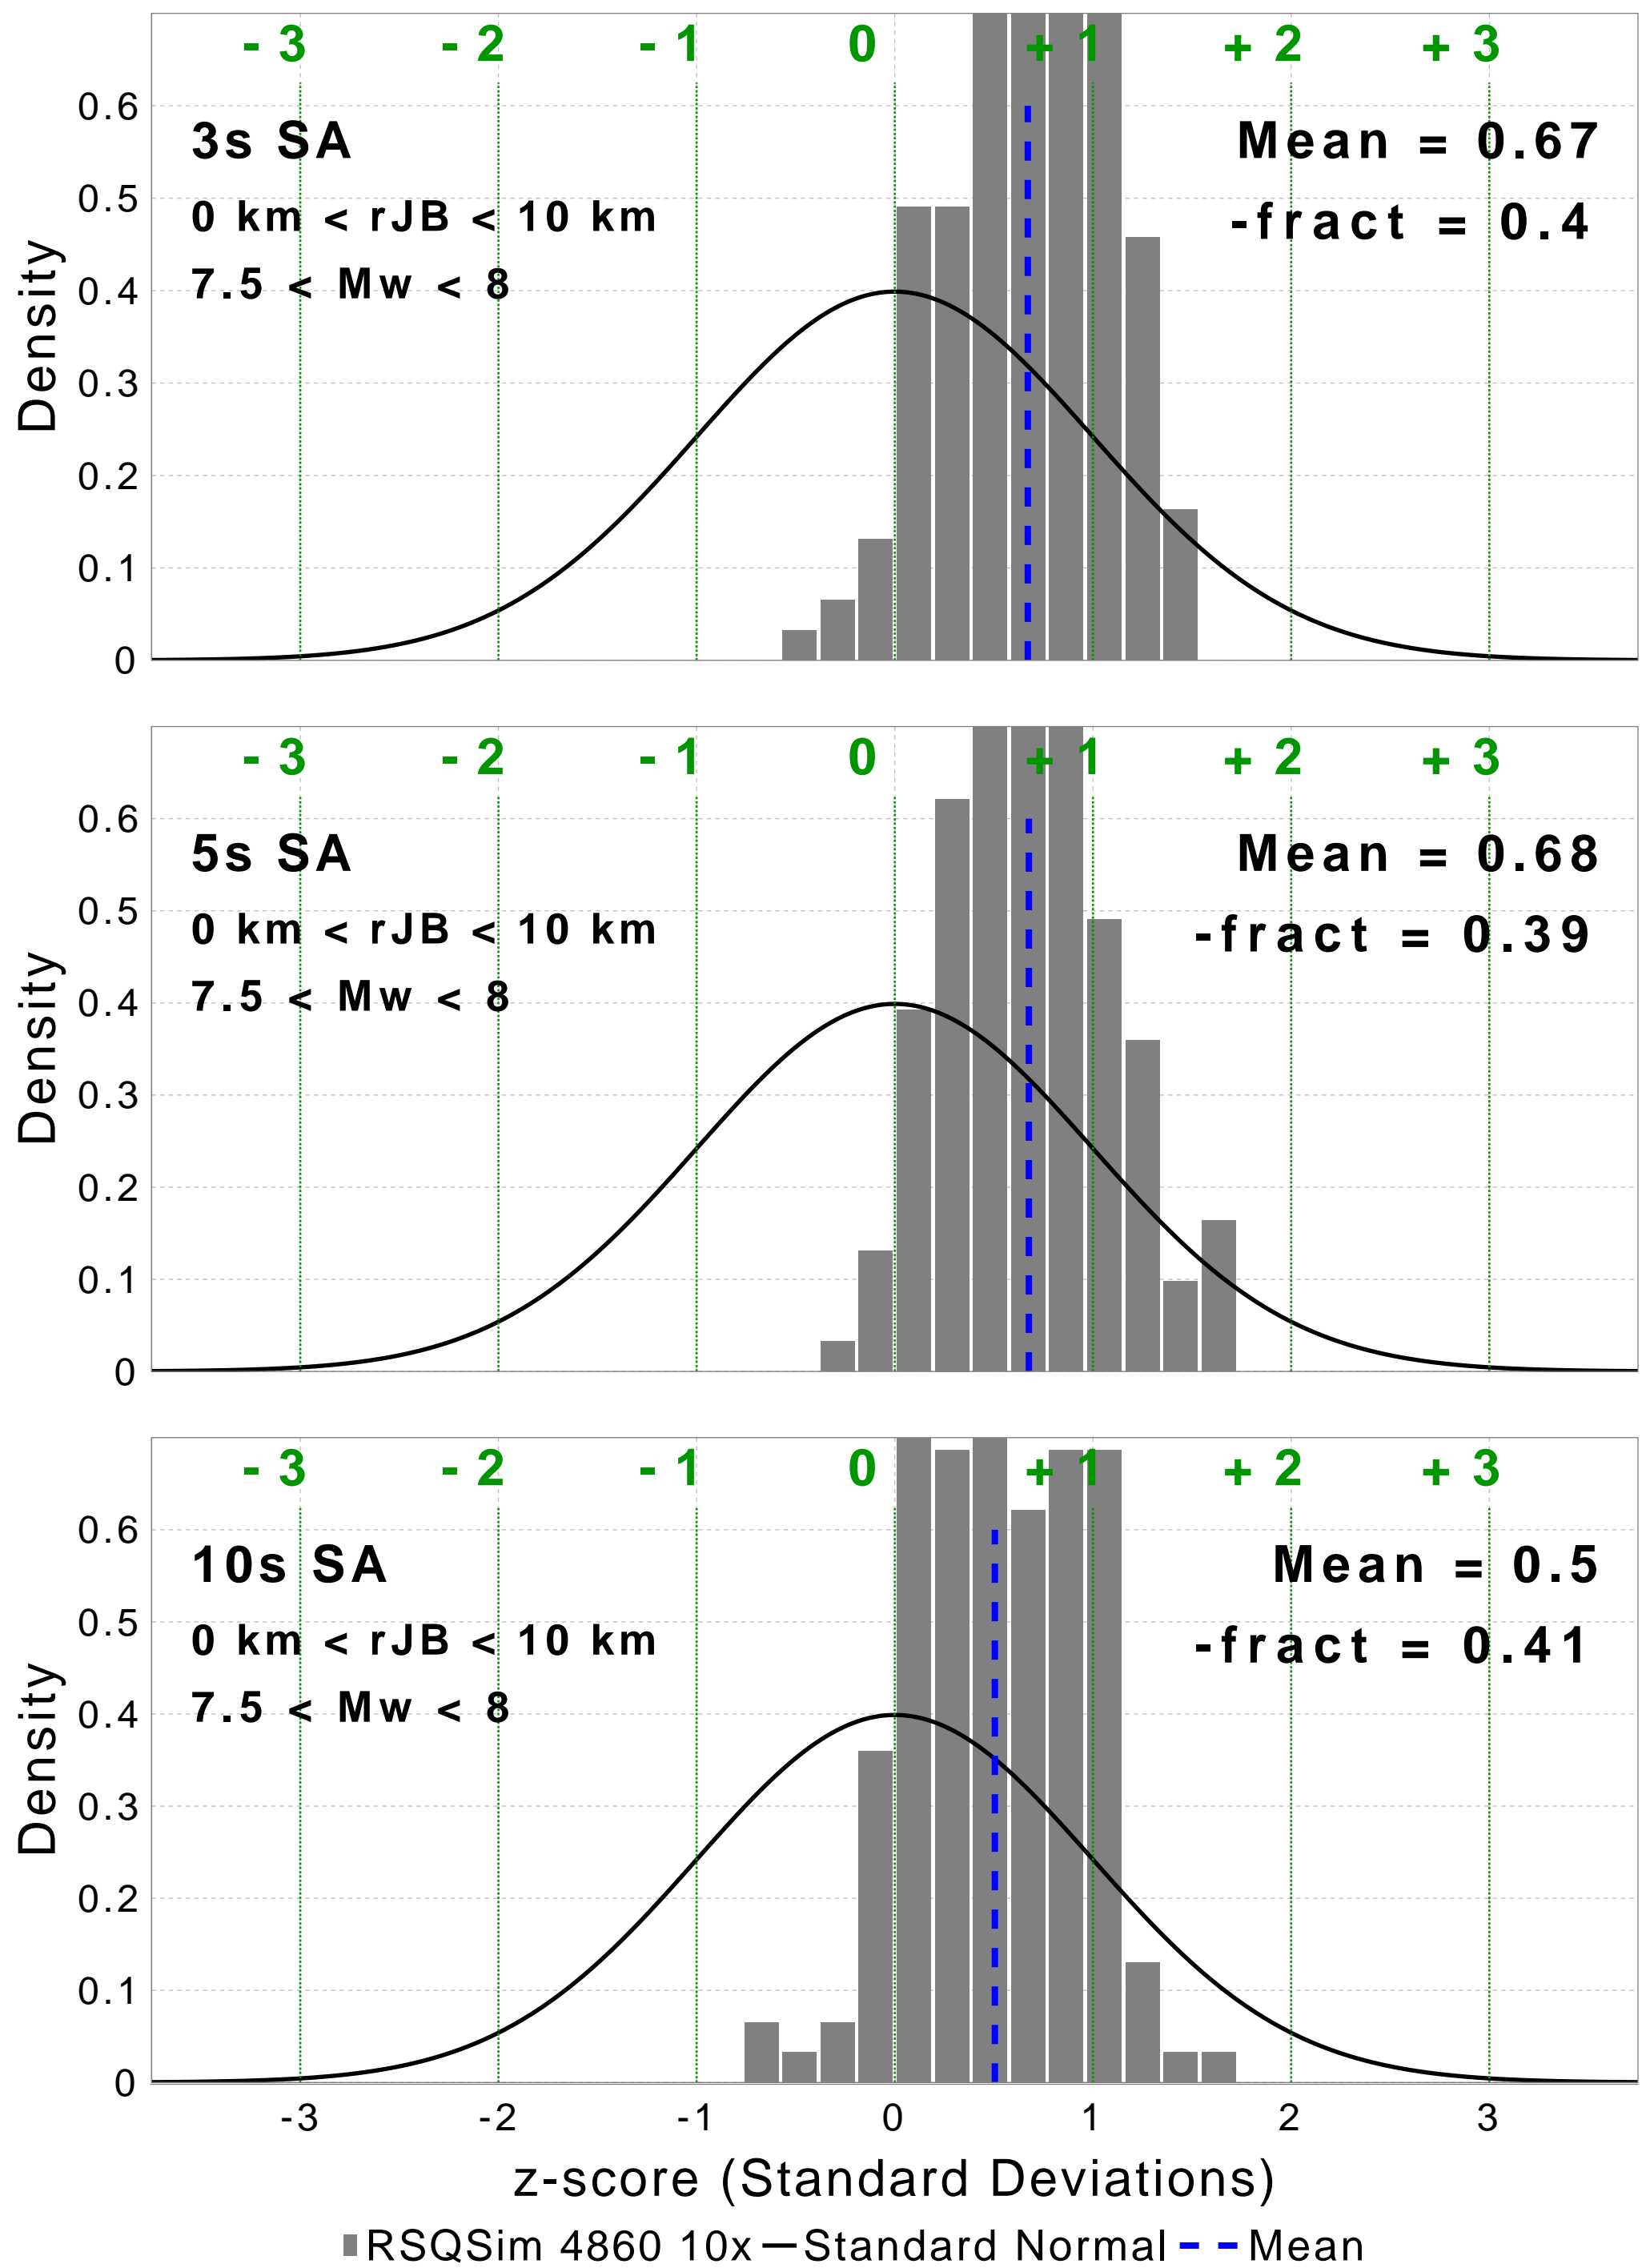 - 3 - 2 - 1 0 + 1 + 2 + 3
0.6
3s SA
Mean = 0.67
0.5
0 km < rJB < 10 km
-fract = 0.4
7.5 < Mw < 8
0.4
0.3
0.2
0.1
0
Density
- 3 - 2 - 1 0 + 1 + 2 + 3
0.6
5s SA
Mean = 0.68
0.5
0 km < rJB < 10 km
-fract = 0.39
7.5 < Mw < 8
0.4
0.3
0.2
0.1
0
Density
- 3 - 2 - 1 0 + 1 + 2 + 3
0.6
10s SA
Mean = 0.5
0.5
0 km < rJB < 10 km
-fract = 0.41
7.5 < Mw < 8
0.4
0.3
0.2
0.1
0
Density
-3 -2 -1 0 1 2 3
z-score (Standard Deviations)
RSQSim 4860 10x Standard Normal Mean